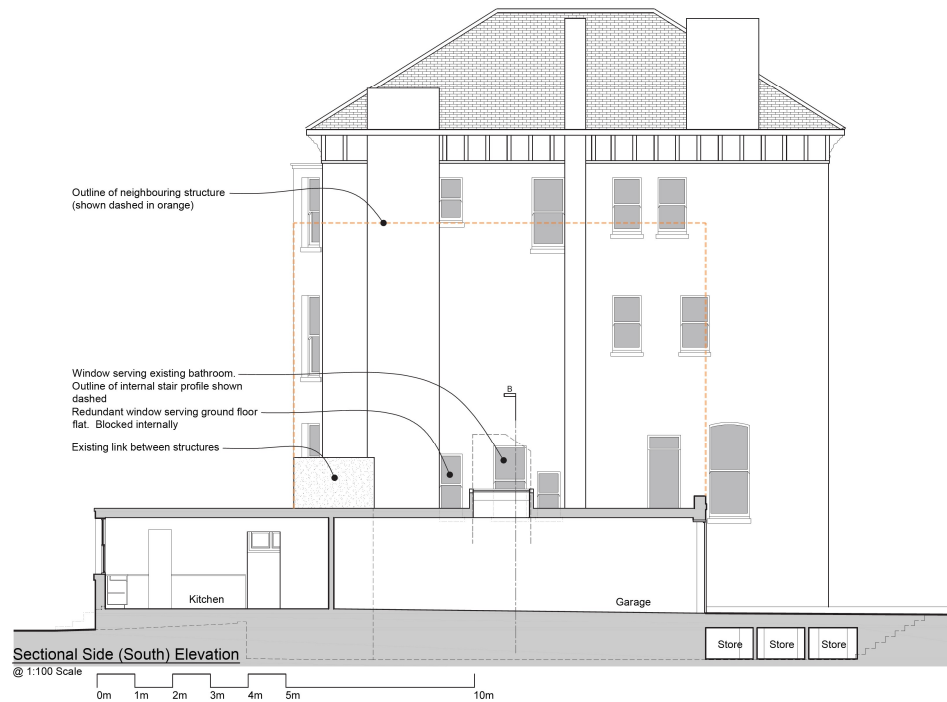 Outline of neighbouring structure
(shown dashed in orange)
Window serving existing bathroom.
Outline of internal stair profile shown
dashed
Redundant window serving ground floor
flat. Blocked internally
Existing link between structures
B
Kitchen
Garage
Store
Store
Store
Sectional Side (South) Elevation
@ 1:100 Scale
0m 1m 2m 3m 4m 5m 10m